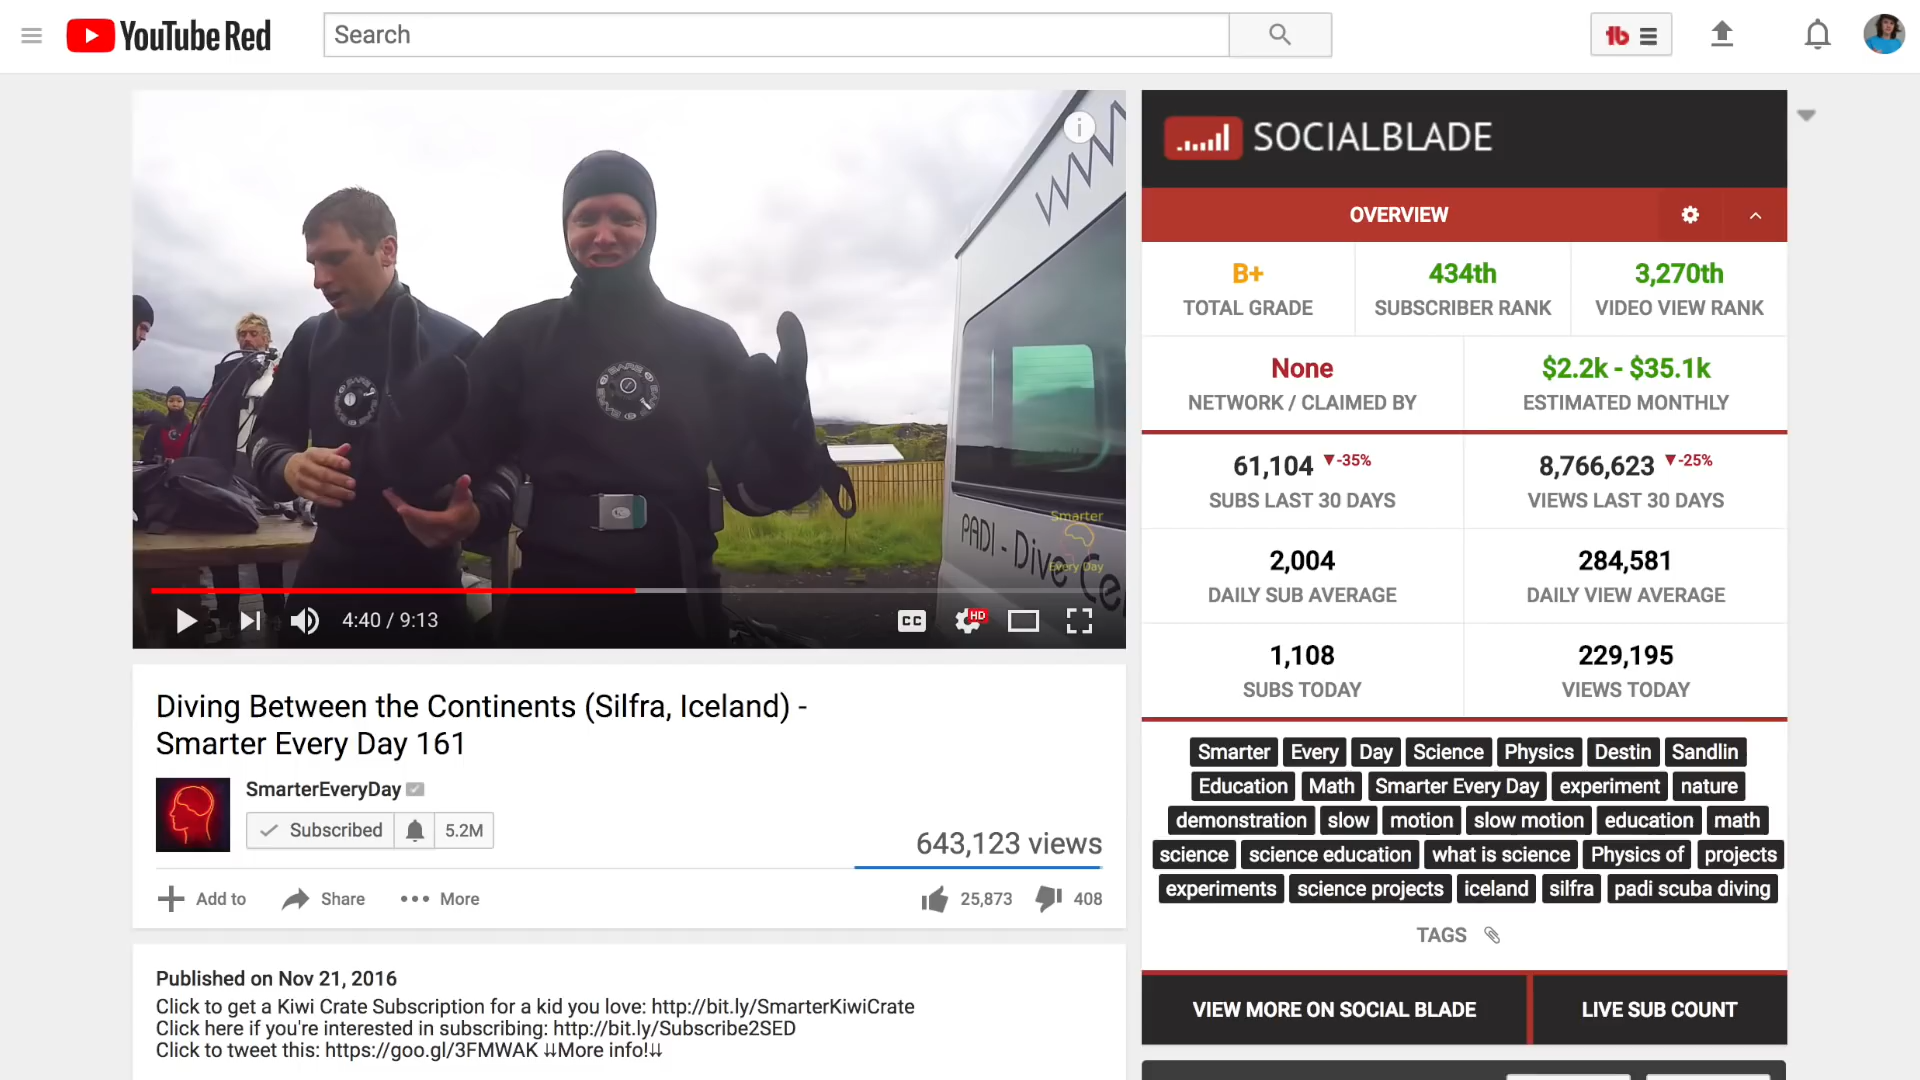 YouTube Red
Search
SOCIALBLADE
OVERVIEW
B+
TOTAL GRADE
434th
SUBSCRIBER RANK
3,270th
VIDEO VIEW RANK
None
NETWORK / CLAIMED BY
$2.2k - $35.1k
ESTIMATED MONTHLY
61,104 ▼-35%
SUBS LAST 30 DAYS
8,766,623 ▼-25%
VIEWS LAST 30 DAYS
2,004
DAILY SUB AVERAGE
284,581
DAILY VIEW AVERAGE
1,108
SUBS TODAY
229,195
VIEWS TODAY
Smarter Every Day Science Physics Destin Sandlin
Education Math Smarter Every Day experiment nature
demonstration slow motion slow motion education math
science science education what is science Physics of projects
experiments science projects iceland silfra padi scuba diving
TAGS
VIEW MORE ON SOCIAL BLADE
LIVE SUB COUNT
BARE
PADI - Dive Ce
Smarter
Every Day
4:40 / 9:13
CC
HD
Diving Between the Continents (Silfra, Iceland) -
Smarter Every Day 161
SmarterEveryDay
Subscribed 5.2M
643,123 views
Add to Share More
25,873 408
Published on Nov 21, 2016
Click to get a Kiwi Crate Subscription for a kid you love: http://bit.ly/SmarterKiwiCrate
Click here if you're interested in subscribing: http://bit.ly/Subscribe2SED
Click to tweet this: https://goo.gl/3FMWAK ⇊More info!⇊